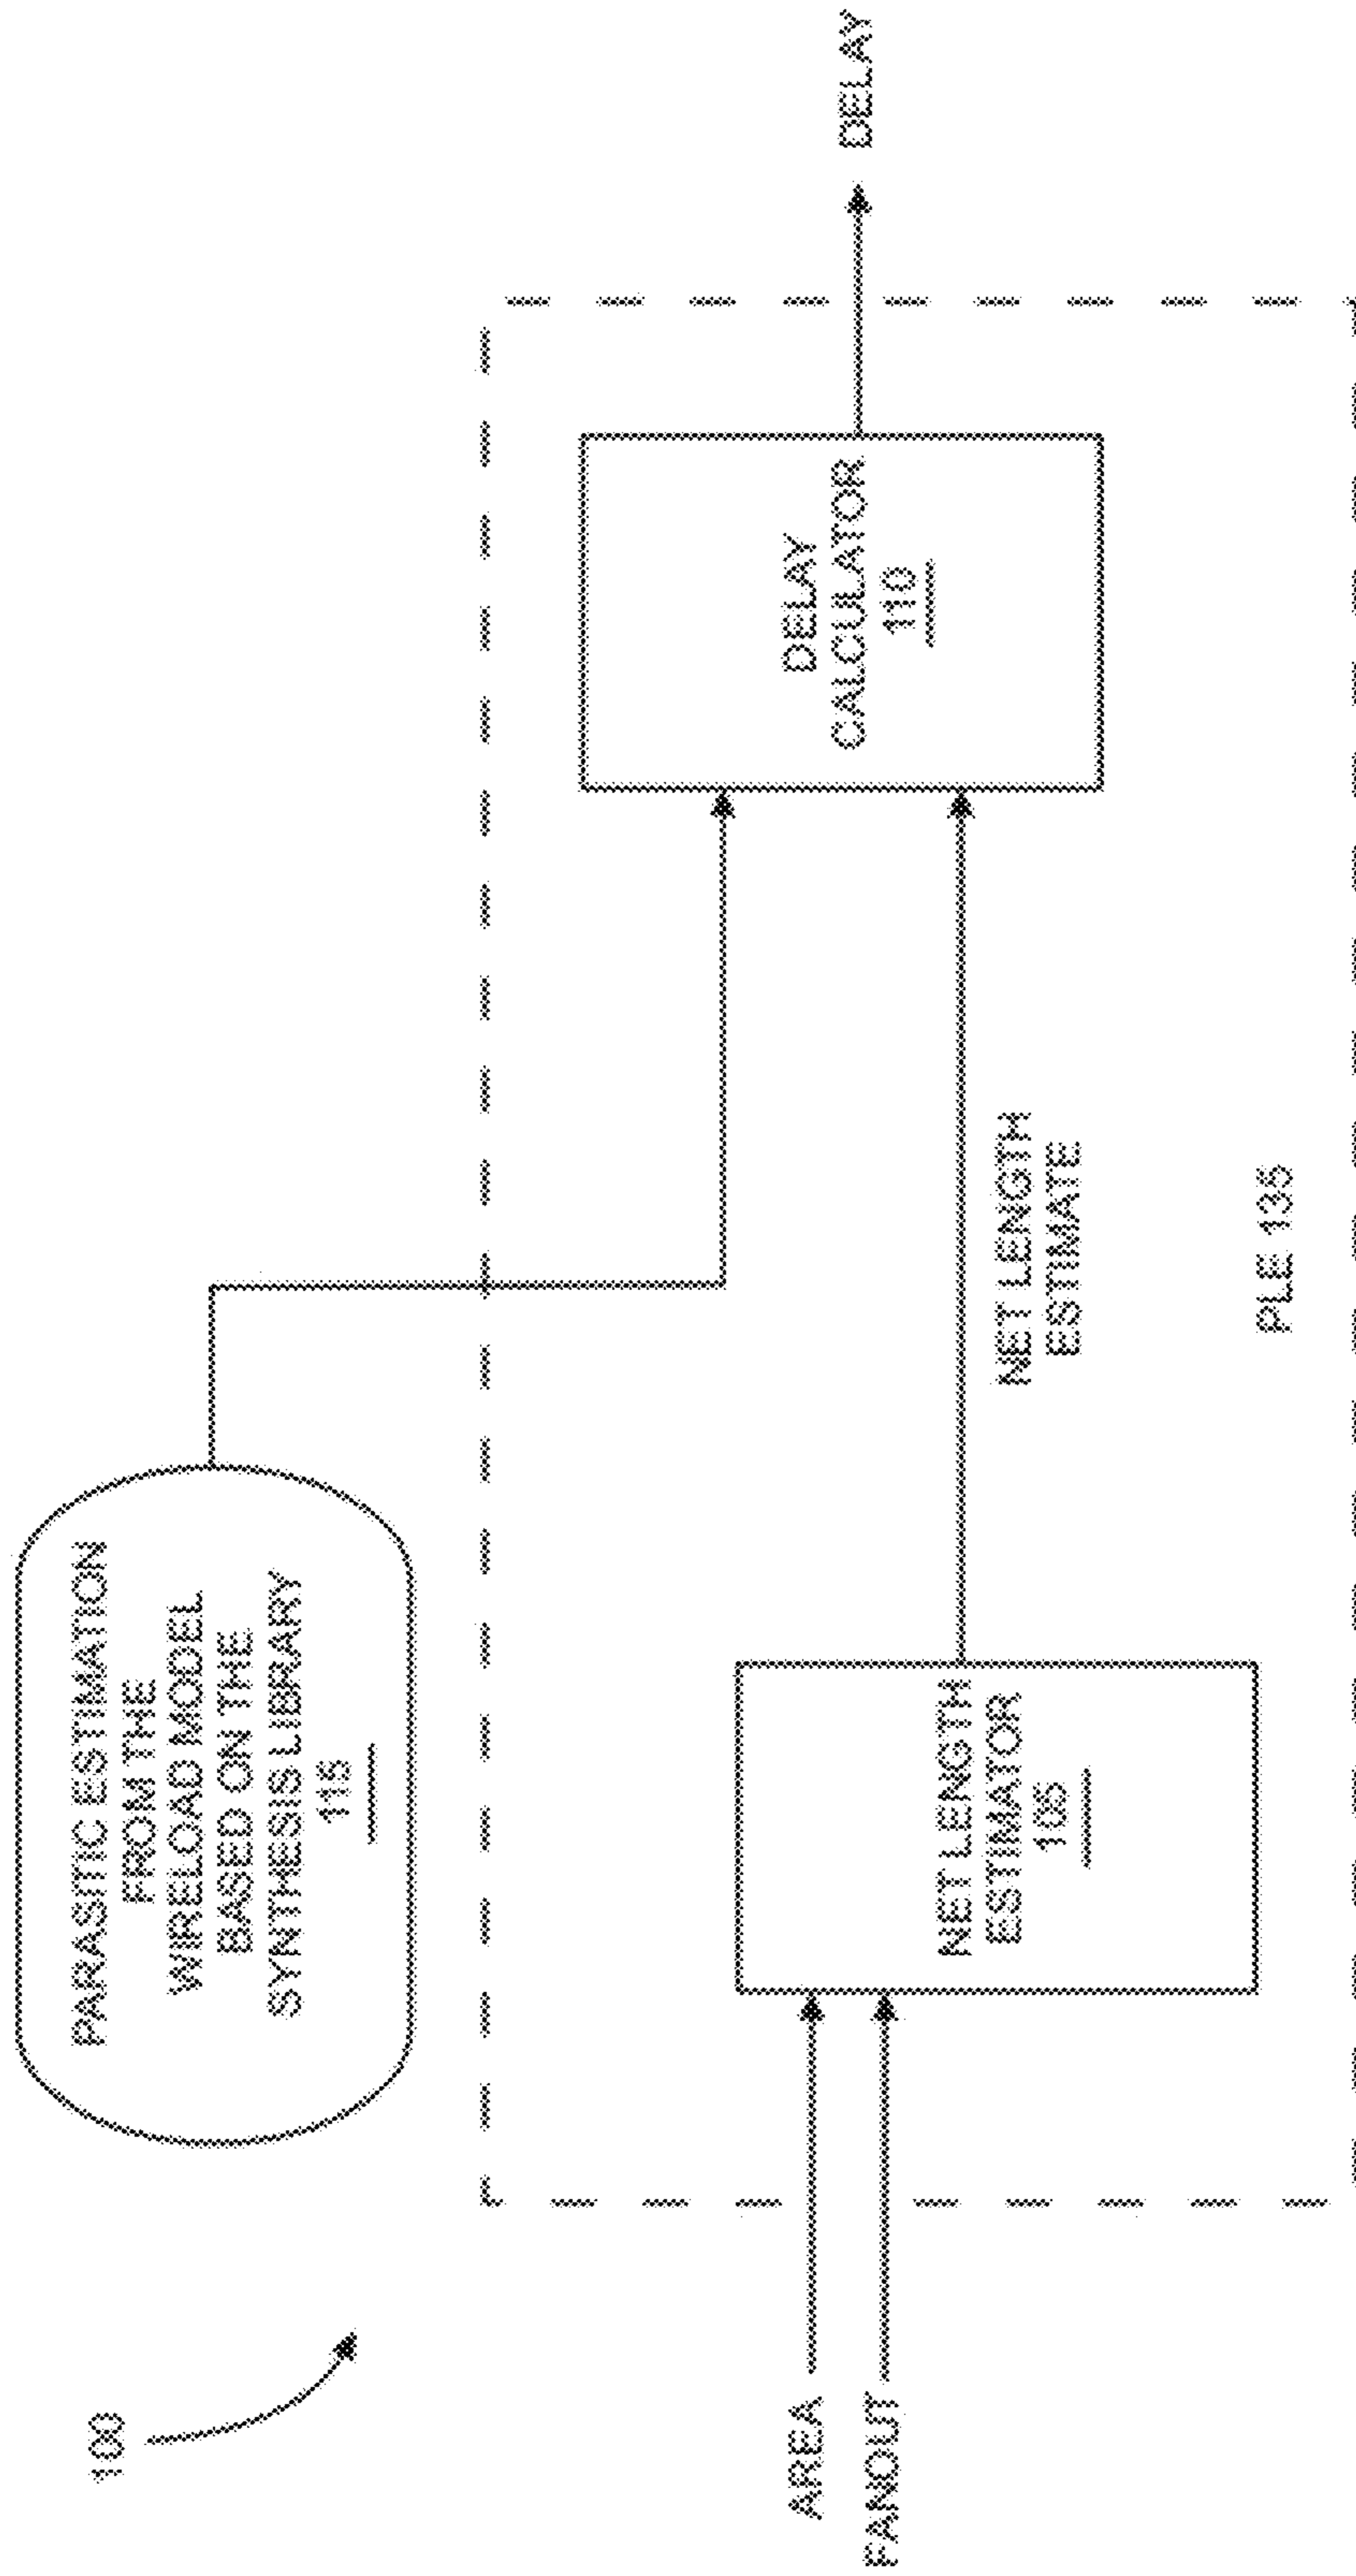 100
PARASITIC ESTIMATION
FROM THE
WIRELOAD MODEL
BASED ON THE
SYNTHESIS LIBRARY
115
AREA
FANOUT
NET LENGTH
ESTIMATOR
105
NET LENGTH
ESTIMATE
DELAY
CALCULATOR
110
DELAY
PLE 135